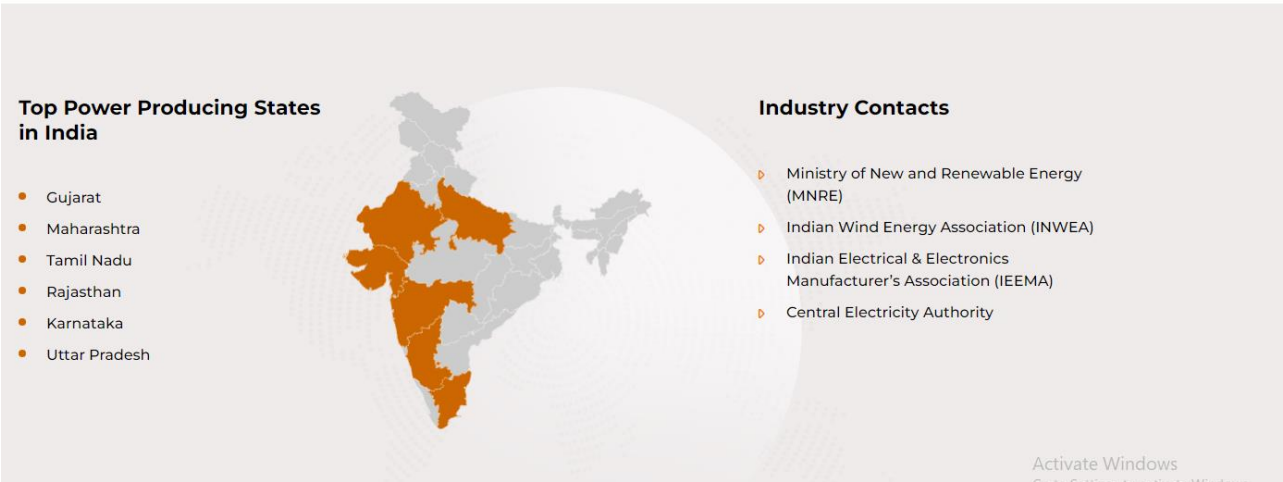 Top Power Producing States
in India
Gujarat
Maharashtra
Tamil Nadu
Rajasthan
Karnataka
Uttar Pradesh
Industry Contacts
Ministry of New and Renewable Energy
(MNRE)
Indian Wind Energy Association (INWEA)
Indian Electrical & Electronics
Manufacturer’s Association (IEEMA)
Central Electricity Authority
Activate Windows